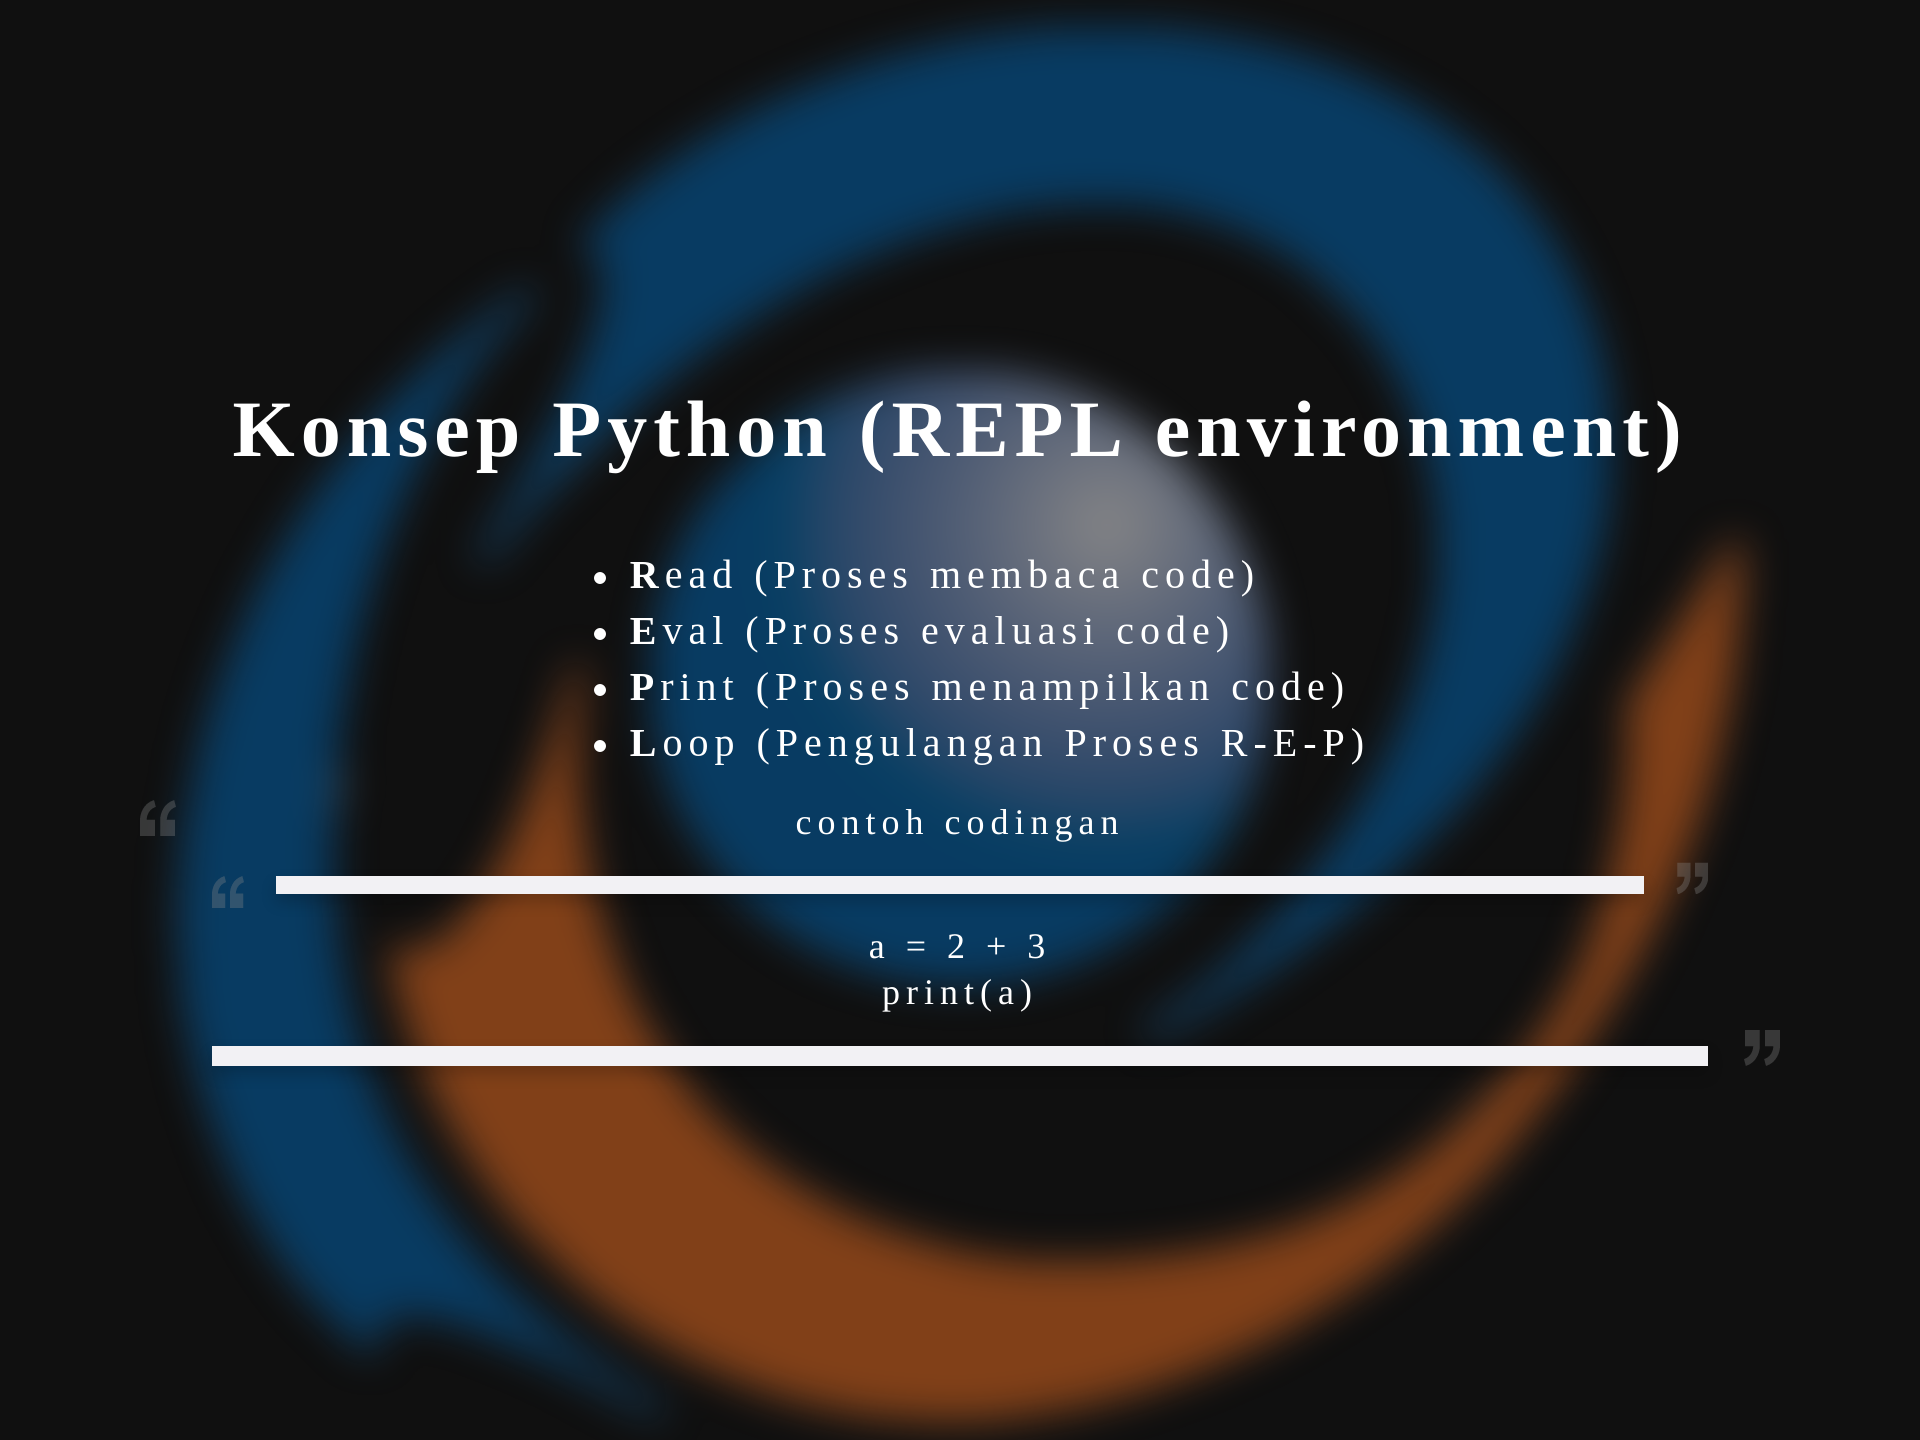 Konsep Python (REPL environment)
• Read (Proses membaca code)
• Eval (Proses evaluasi code)
• Print (Proses menampilkan code)
• Loop (Pengulangan Proses R-E-P)
contoh codingan
“
“ ”
a = 2 + 3
print(a)
”